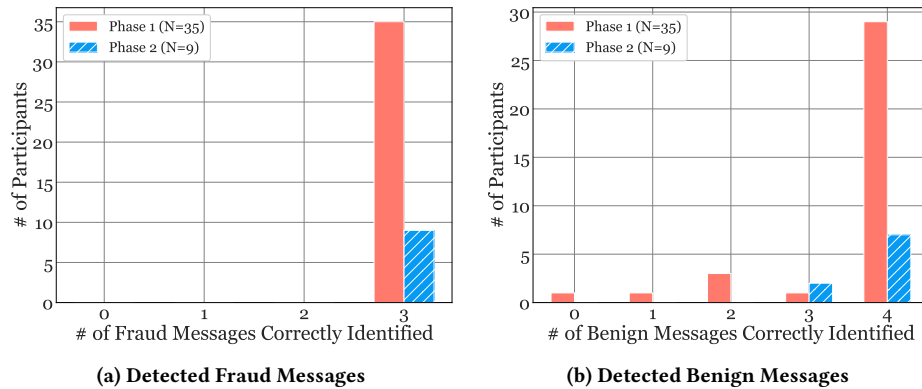 Phase 1 (N=35)
Phase 2 (N=9)
# of Participants
35
30
25
20
15
10
5
0
0 1 2 3
# of Fraud Messages Correctly Identified
(a) Detected Fraud Messages
Phase 1 (N=35)
Phase 2 (N=9)
# of Participants
30
25
20
15
10
5
0
0 1 2 3 4
# of Benign Messages Correctly Identified
(b) Detected Benign Messages